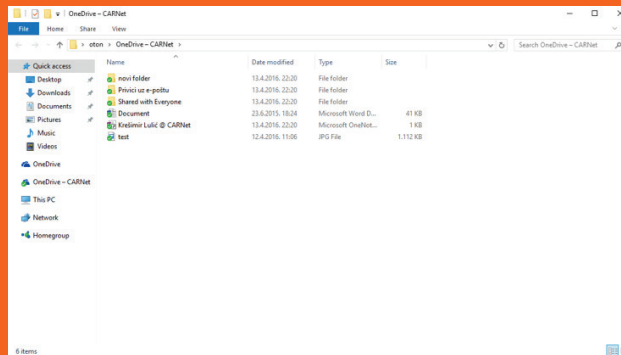 OneDrive – CARNet
File Home Share View
oton › OneDrive – CARNet ›
Search OneDrive – CARNet
Name Date modified Type Size
Quick access
Desktop
Downloads
Documents
Pictures
Music
Videos
OneDrive
OneDrive – CARNet
This PC
Network
Homegroup
novi folder 13.4.2016. 22:20 File folder
Privici uz e-poštu 13.4.2016. 22:20 File folder
Shared with Everyone 13.4.2016. 22:20 File folder
Document 23.6.2015. 18:24 Microsoft Word D... 41 KB
Krešimir Lulić @ CARNet 13.4.2016. 22:20 Microsoft OneNot... 1 KB
test 12.4.2016. 11:06 JPG File 1.112 KB
6 items